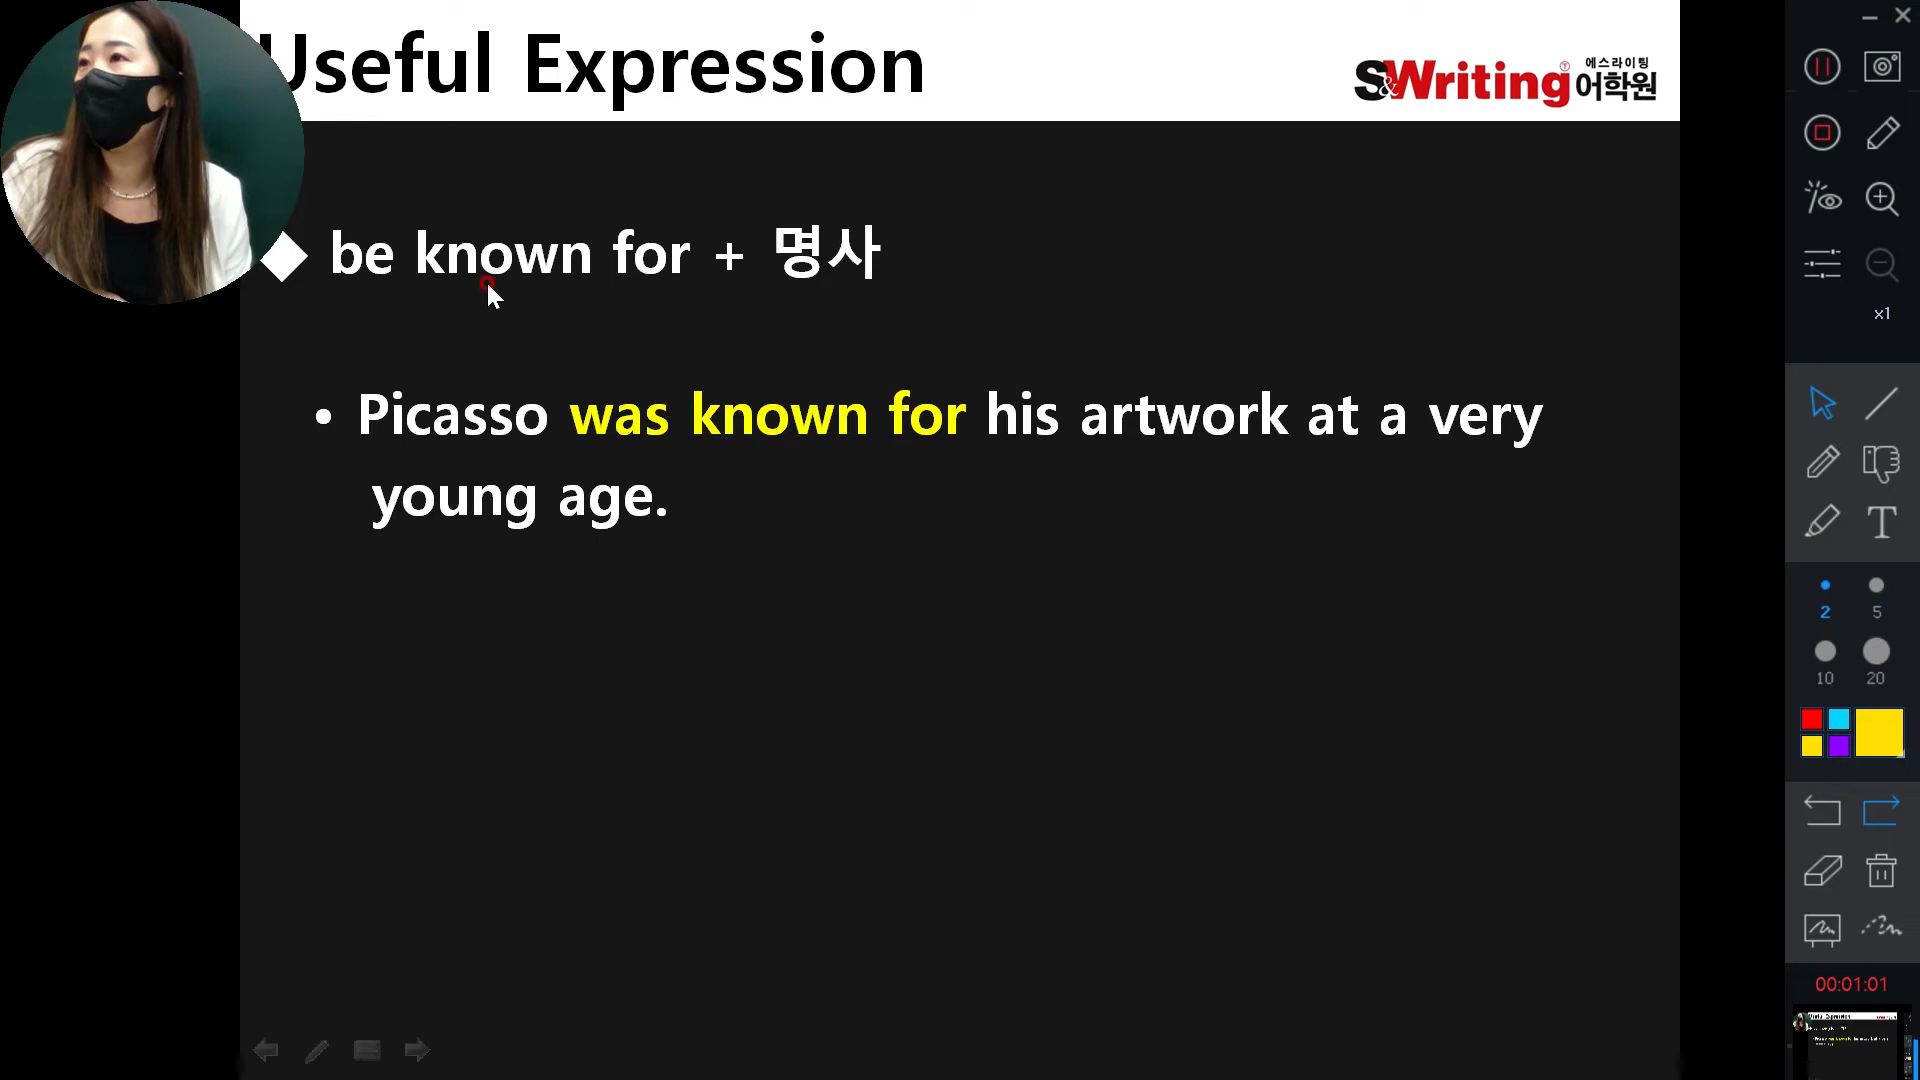 Useful Expression
S&Writing 에스라이팅 어학원
◆ be known for + 명사
• Picasso was known for his artwork at a very
young age.
x1
T
2 5
10 20
00:01:01